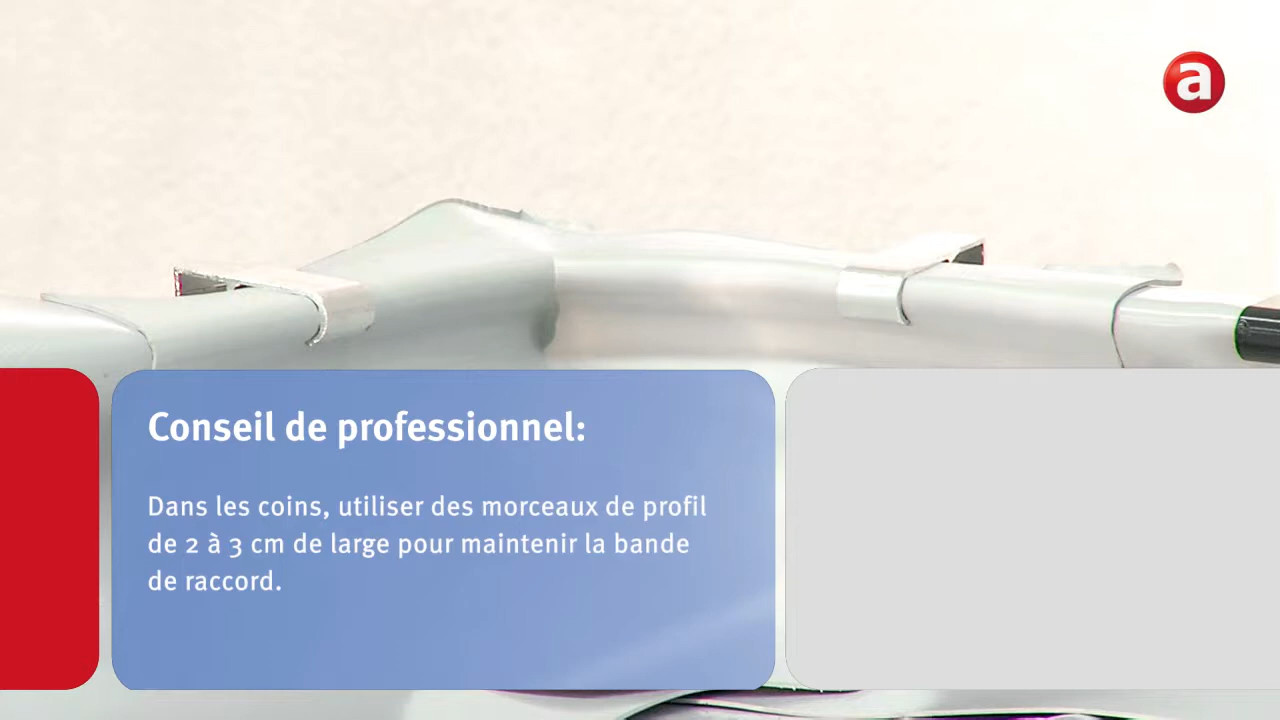 a
Conseil de professionnel:
Dans les coins, utiliser des morceaux de profil
de 2 à 3 cm de large pour maintenir la bande
de raccord.